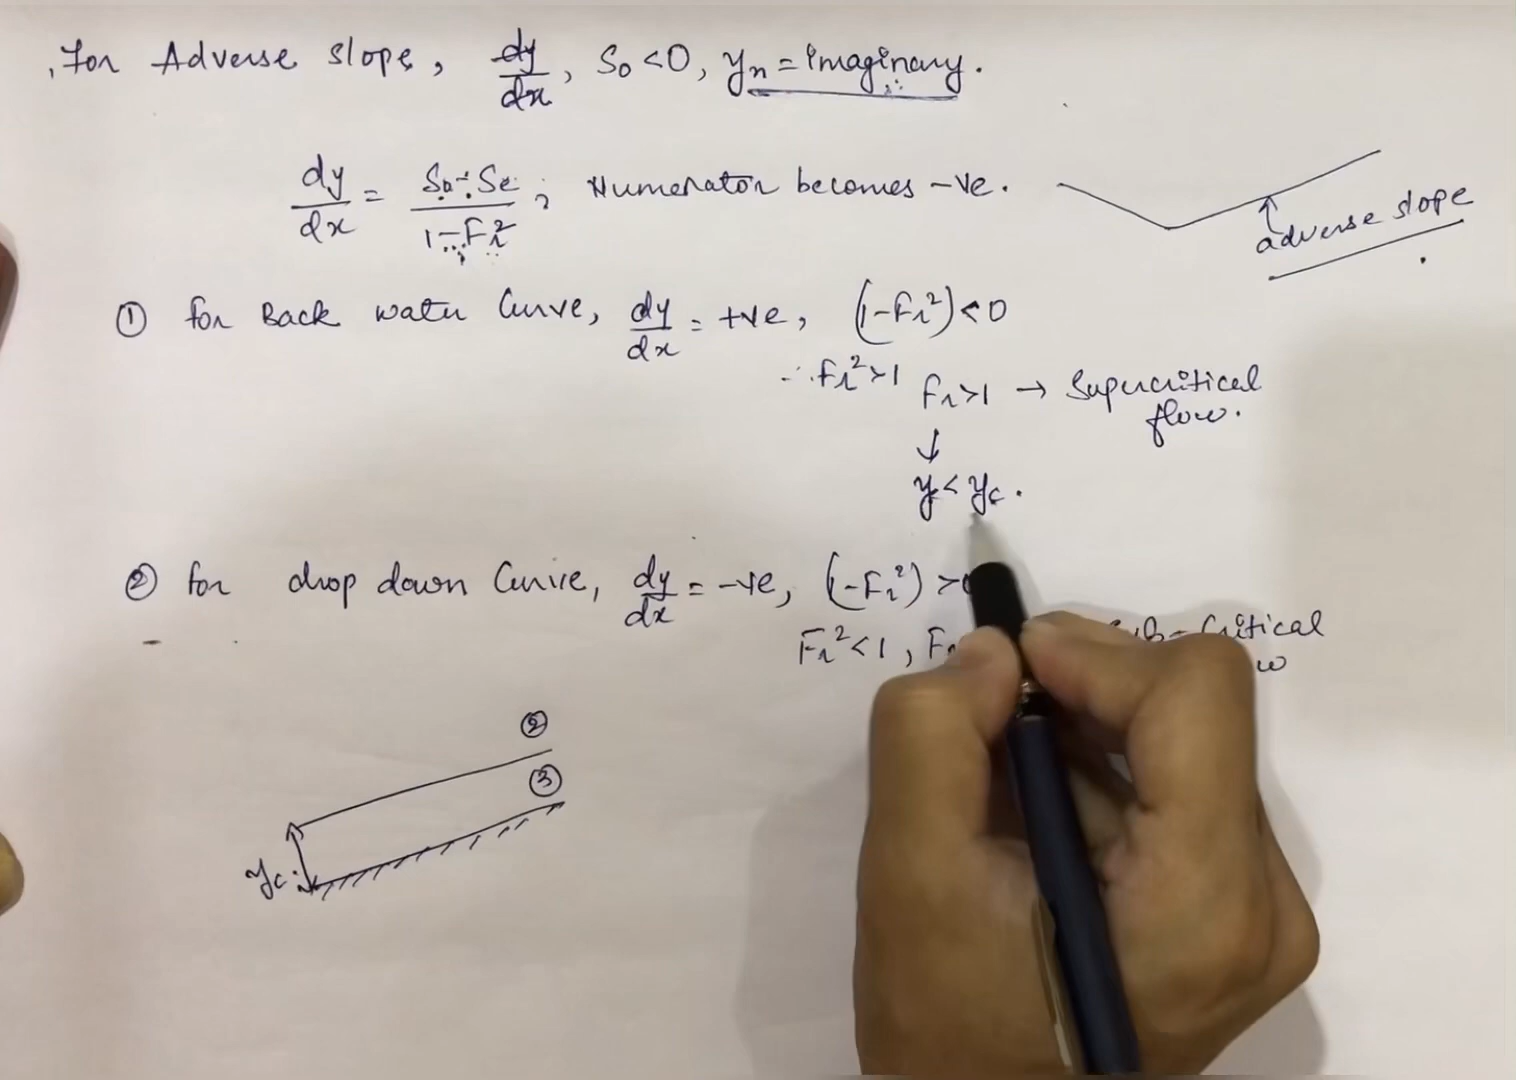 For Adverse slope, dy/dx, S₀<0, yₙ = imaginary.
dy/dx = S₀-Se/1-Fr² ; Numerator becomes -ve.
adverse slope
① for Back water Curve, dy/dx = +ve, (1-Fr²)<0
∴ Fr²>1 Fr>1 → Supercritical
flow.
↓
y<yc.
② for drop down Curve, dy/dx = -ve, (1-Fr²) >
Fr²<1, Critical
②
③
yc